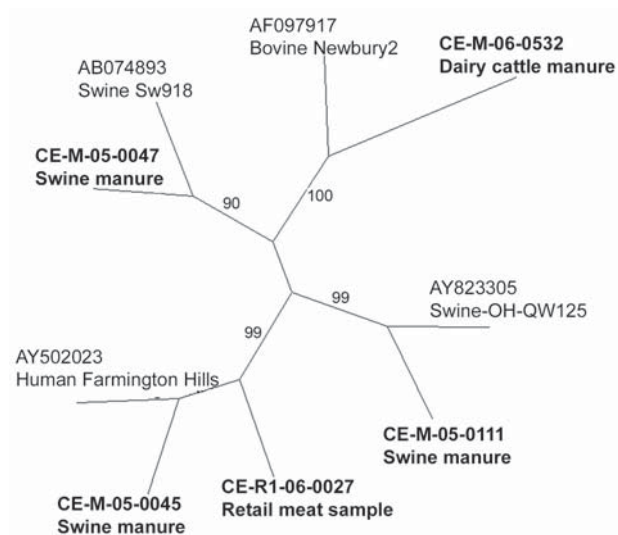 AF097917
Bovine Newbury2
CE-M-06-0532
Dairy cattle manure
AB074893
Swine Sw918
CE-M-05-0047
Swine manure
90
100
99
AY823305
Swine-OH-QW125
99
AY502023
Human Farmington Hills
CE-M-05-0111
Swine manure
CE-M-05-0045
Swine manure
CE-R1-06-0027
Retail meat sample